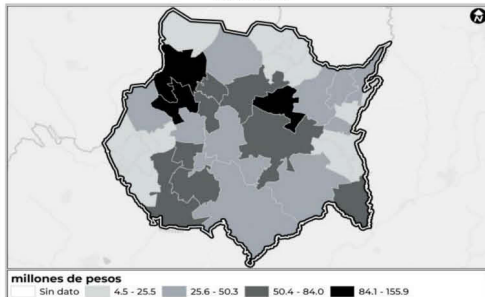 millones de pesos
Sin dato 4.5 - 25.5 25.6 - 50.3 50.4 - 84.0 84.1 - 155.9